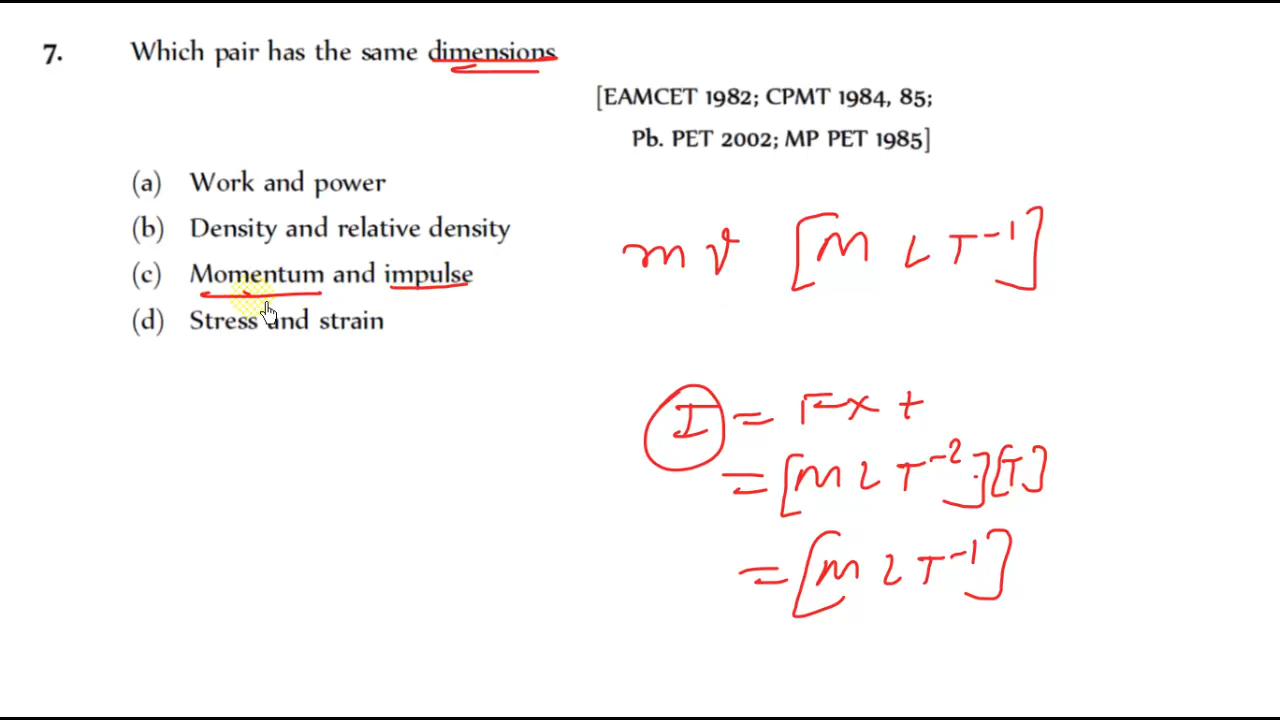 7. Which pair has the same dimensions
[EAMCET 1982; CPMT 1984, 85;
Pb. PET 2002; MP PET 1985]
(a) Work and power
(b) Density and relative density
(c) Momentum and impulse
(d) Stress and strain
m v [M L T⁻¹]
I = F × t
= [M L T⁻²][T]
= [M L T⁻¹]